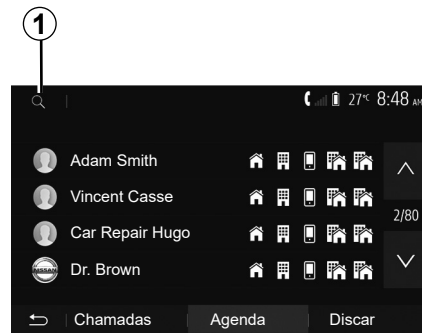 1
27°C 8:48 AM
Adam Smith
Vincent Casse
2/80
Car Repair Hugo
NISSAN Dr. Brown
Chamadas Agenda Discar